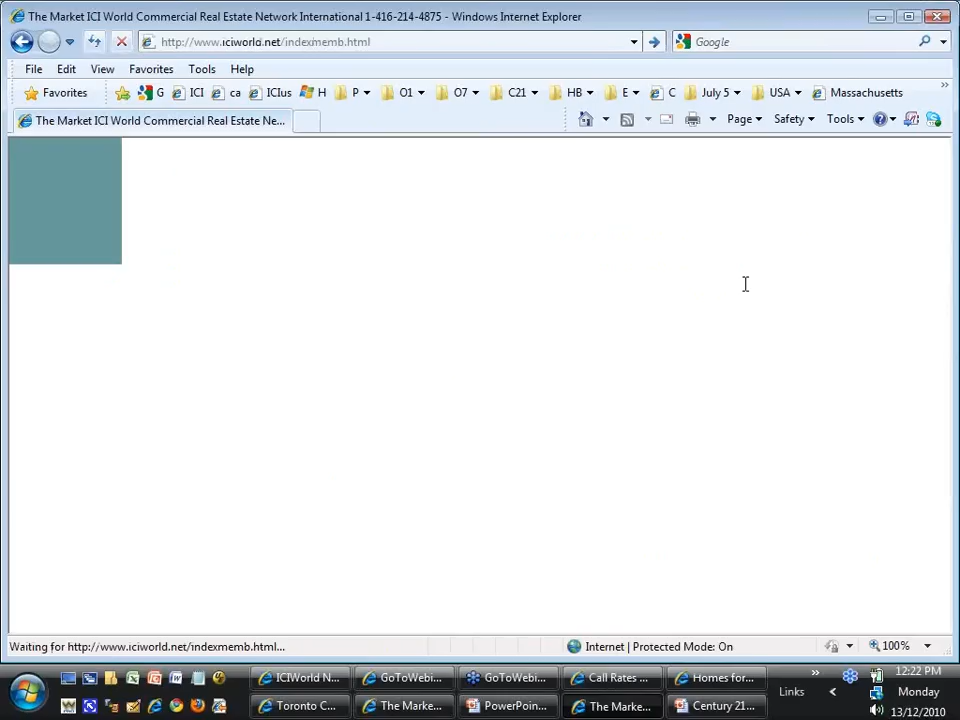 The Market ICI World Commercial Real Estate Network International 1-416-214-4875 - Windows Internet Explorer
http://www.iciworld.net/indexmemb.html
Google
File Edit View Favorites Tools Help
Favorites G ICI ca ICIus H P O1 O7 C21 HB E C July 5 USA Massachusetts
The Market ICI World Commercial Real Estate Ne...
Page Safety Tools
Waiting for http://www.iciworld.net/indexmemb.html...
Internet | Protected Mode: On
100%
ICIWorld N... GoToWebi... GoToWebi... Call Rates ... Homes for...
12:22 PM
Links
Monday
Toronto C... The Marke... PowerPoin... The Marke... Century 21...
13/12/2010